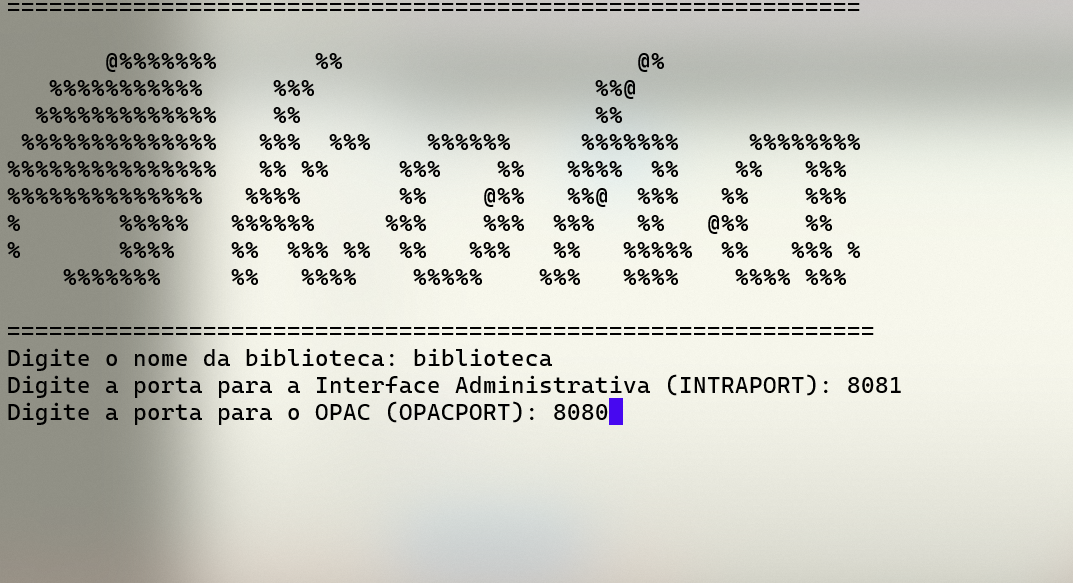 =============================================================
@%%%%%%% %% @%
%%%%%%%%%%% %%% %%@
%%%%%%%%%%%%% %% %%
%%%%%%%%%%%%%% %%% %%% %%%%%% %%%%%%% %%%%%%%%
%%%%%%%%%%%%%%% %% %% %%% %% %%%% %% %% %%%
%%%%%%%%%%%%%% %%%% %% @%% %%@ %%% %% %%%
% %%%%% %%%%%% %%% %%% %%% %% @%% %%
% %%%% %% %%% %% %% %%% %% %%%%% %% %%% %
%%%%%%% %% %%%% %%%%% %%% %%%% %%%% %%%
==============================================================
Digite o nome da biblioteca: biblioteca
Digite a porta para a Interface Administrativa (INTRAPORT): 8081
Digite a porta para o OPAC (OPACPORT): 8080